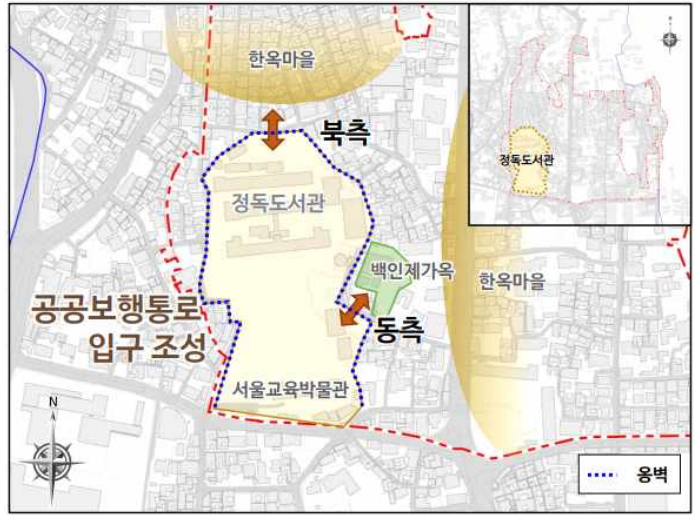 한옥마을
북측
정독도서관
정독도서관
백인제가옥
한옥마을
공공보행통로
입구 조성
동측
서울교육박물관
N
옹벽